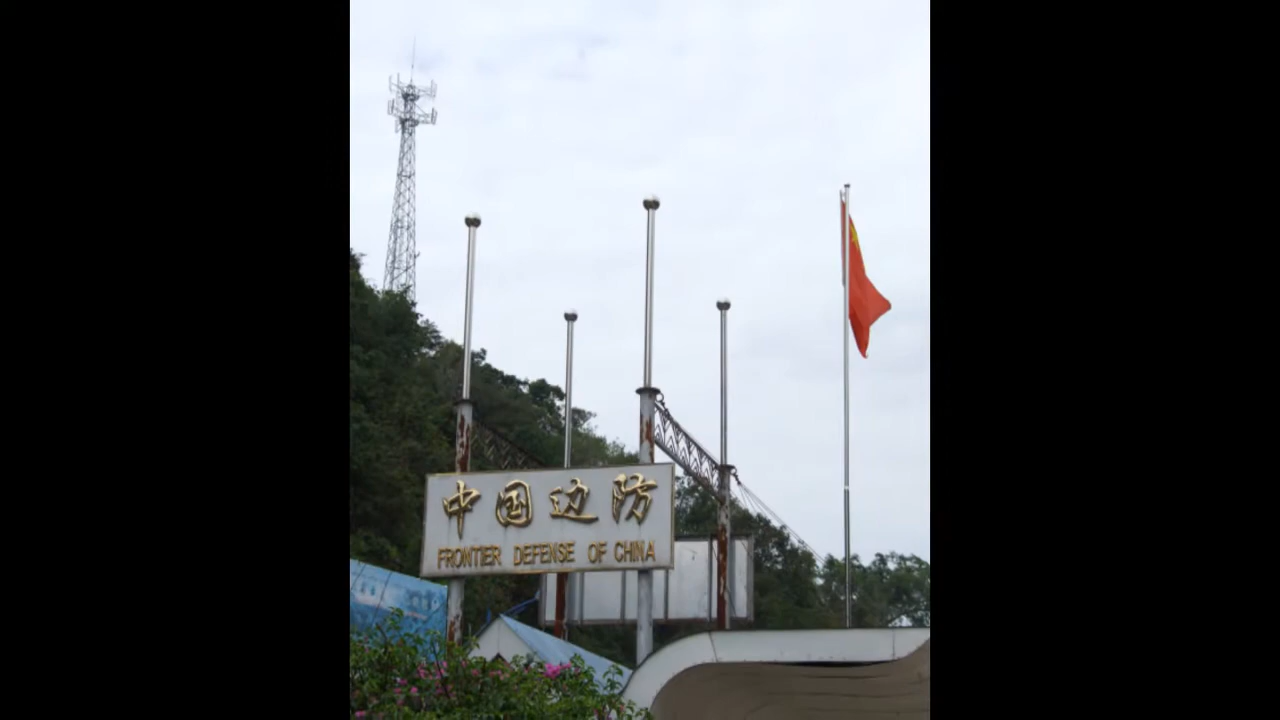 中国边防
FRONTIER DEFENSE OF CHINA